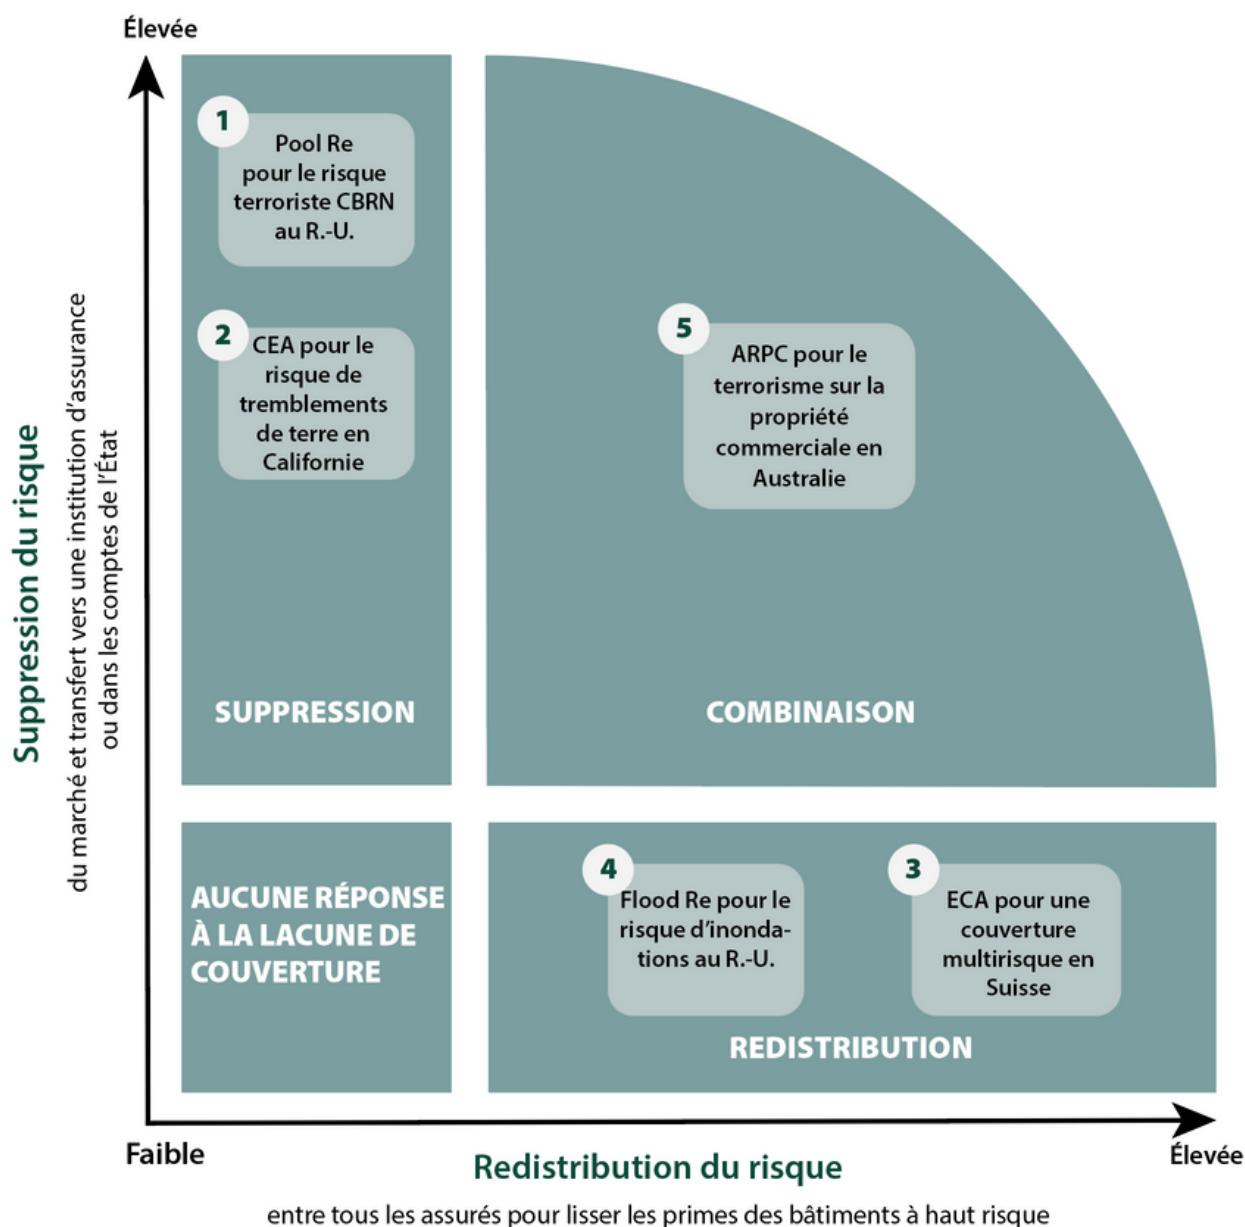 Élevée
Suppression du risque
du marché et transfert vers une institution d’assurance
ou dans les comptes de l’État
1
Pool Re
pour le risque
terroriste CBRN
au R.-U.
2
CEA pour le
risque de
tremblements
de terre en
Californie
SUPPRESSION
5
ARPC pour le
terrorisme sur la
propriété
commerciale en
Australie
COMBINAISON
AUCUNE RÉPONSE
À LA LACUNE DE
COUVERTURE
4
Flood Re pour le
risque d’inonda-
tions au R.-U.
3
ECA pour une
couverture
multirisque en
Suisse
REDISTRIBUTION
Faible
Élevée
Redistribution du risque
entre tous les assurés pour lisser les primes des bâtiments à haut risque